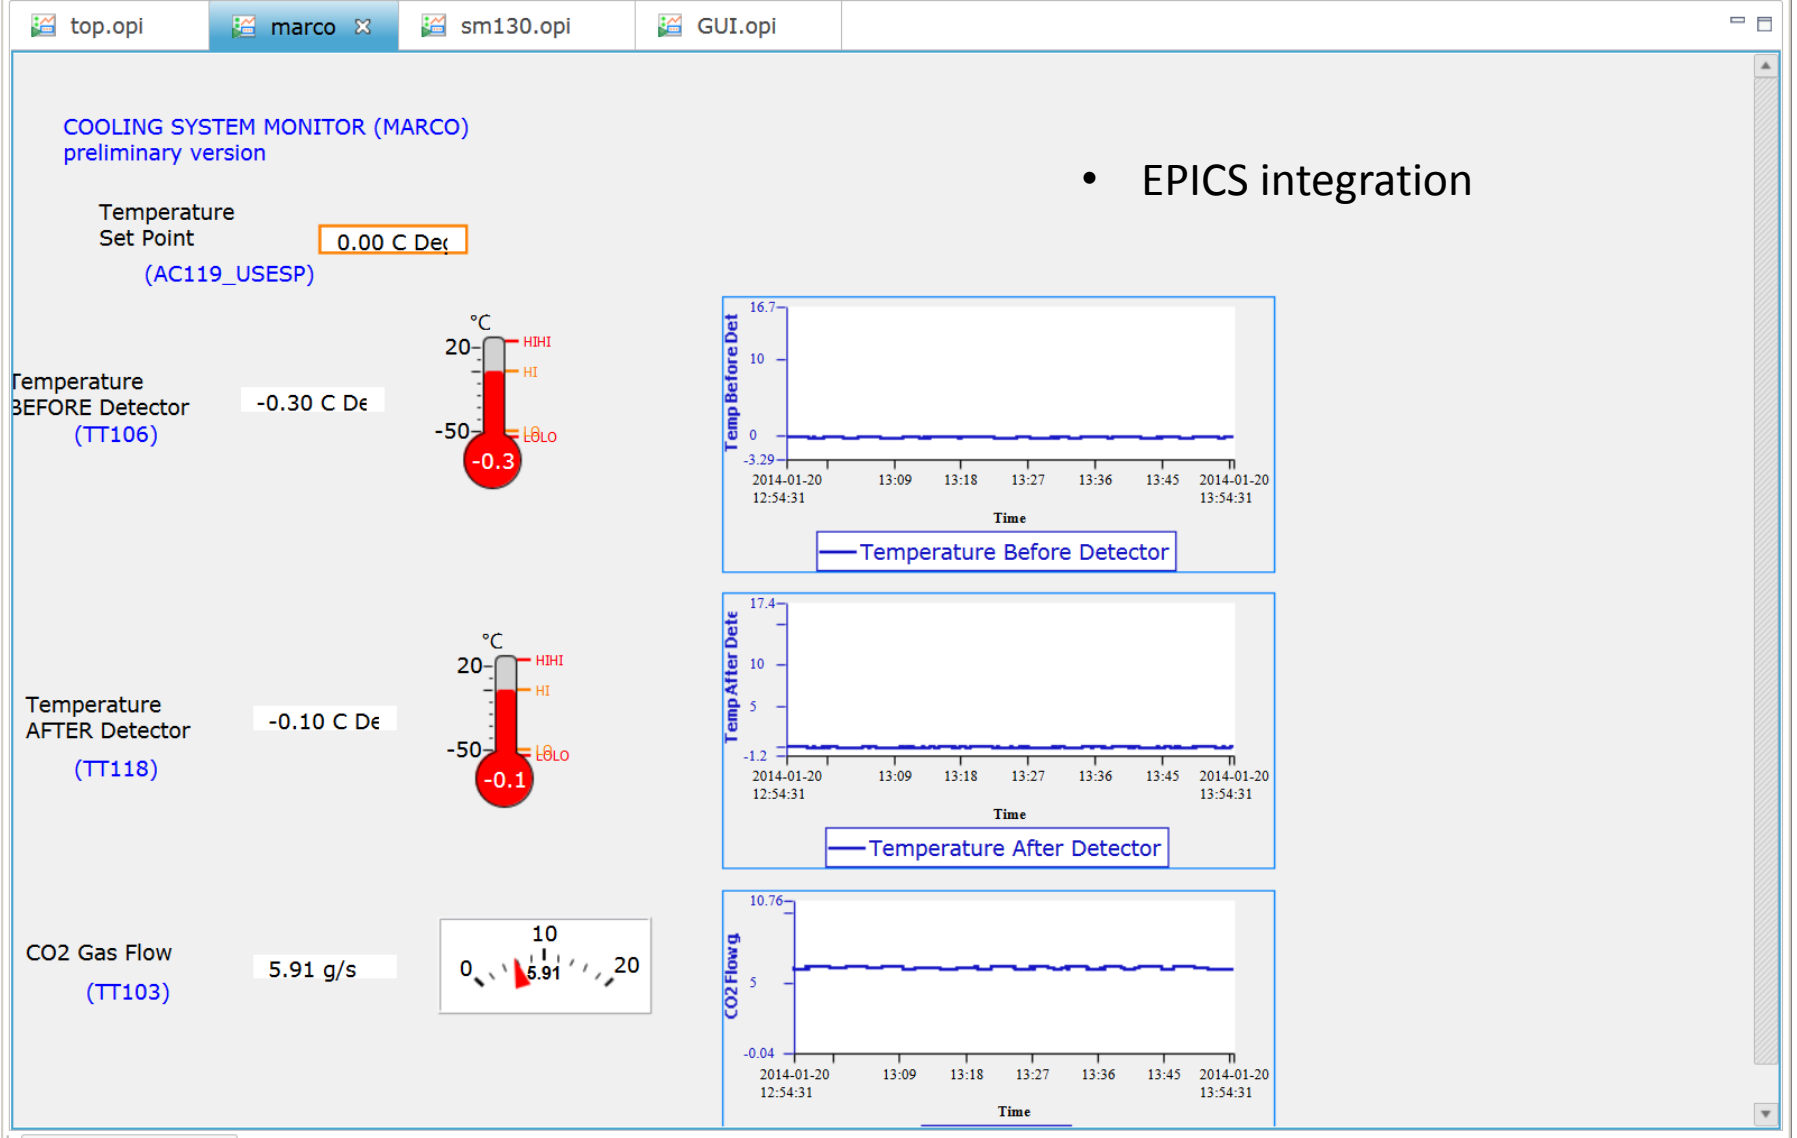 top.opi
marco
sm130.opi
GUI.opi
COOLING SYSTEM MONITOR (MARCO)
preliminary version
• EPICS integration
Temperature
Set Point
0.00 C Deg
(AC119_USESP)
Temperature
BEFORE Detector
(TT106)
-0.30 C De
°C
20
-50
HIHI
HI
LO
LOLO
-0.3
Temp Before Det
16.7
10
0
-3.29
2014-01-20
12:54:31
13:09
13:18
13:27
13:36
13:45
2014-01-20
13:54:31
Time
Temperature Before Detector
Temperature
AFTER Detector
(TT118)
-0.10 C De
°C
20
-50
HIHI
HI
LO
LOLO
-0.1
Temp After Dete
17.4
10
5
-1.2
2014-01-20
12:54:31
13:09
13:18
13:27
13:36
13:45
2014-01-20
13:54:31
Time
Temperature After Detector
CO2 Gas Flow
(TT103)
5.91 g/s
0
10
20
5.91
CO2 Flow g
10.76
5
-0.04
2014-01-20
12:54:31
13:09
13:18
13:27
13:36
13:45
2014-01-20
13:54:31
Time